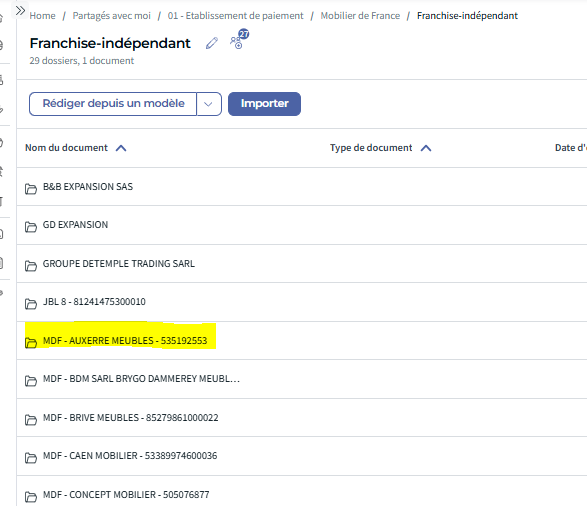 Home / Partagés avec moi / 01 - Etablissement de paiement / Mobilier de France / Franchise-indépendant
Franchise-indépendant
27
29 dossiers, 1 document
Rédiger depuis un modèle
Importer
Nom du document Type de document Date d'
B&B EXPANSION SAS
GD EXPANSION
GROUPE DETEMPLE TRADING SARL
JBL 8 - 81241475300010
MDF - AUXERRE MEUBLES - 535192553
MDF - BDM SARL BRYGO DAMMEREY MEUBL...
MDF - BRIVE MEUBLES - 85279861000022
MDF - CAEN MOBILIER - 53389974600036
MDF - CONCEPT MOBILIER - 505076877